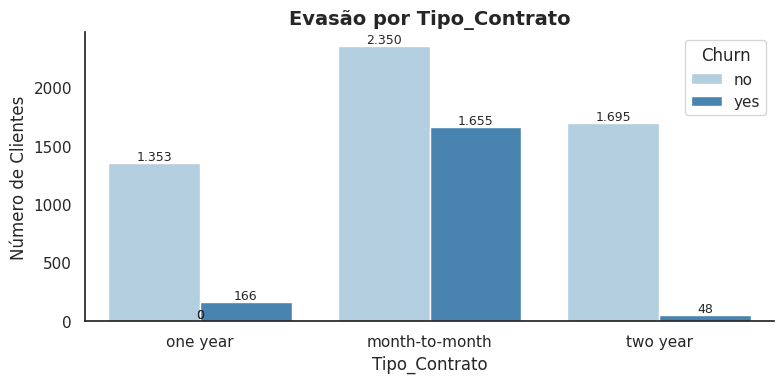 Evasão por Tipo_Contrato
Churn
no
yes
Número de Clientes
2000
1500
1000
500
0
1.353
166
0
2.350
1.655
1.695
48
one year
month-to-month
two year
Tipo_Contrato